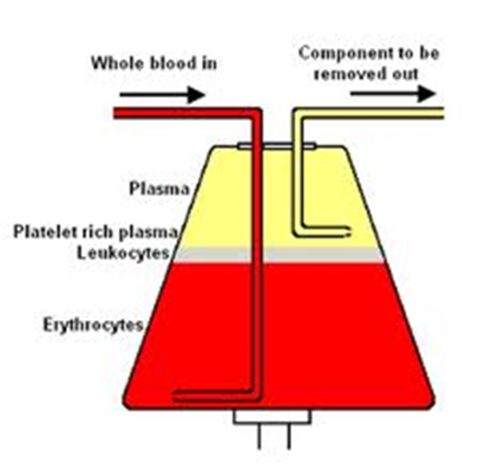 Whole blood in
Component to be
removed out
Plasma
Platelet rich plasma
Leukocytes
Erythrocytes